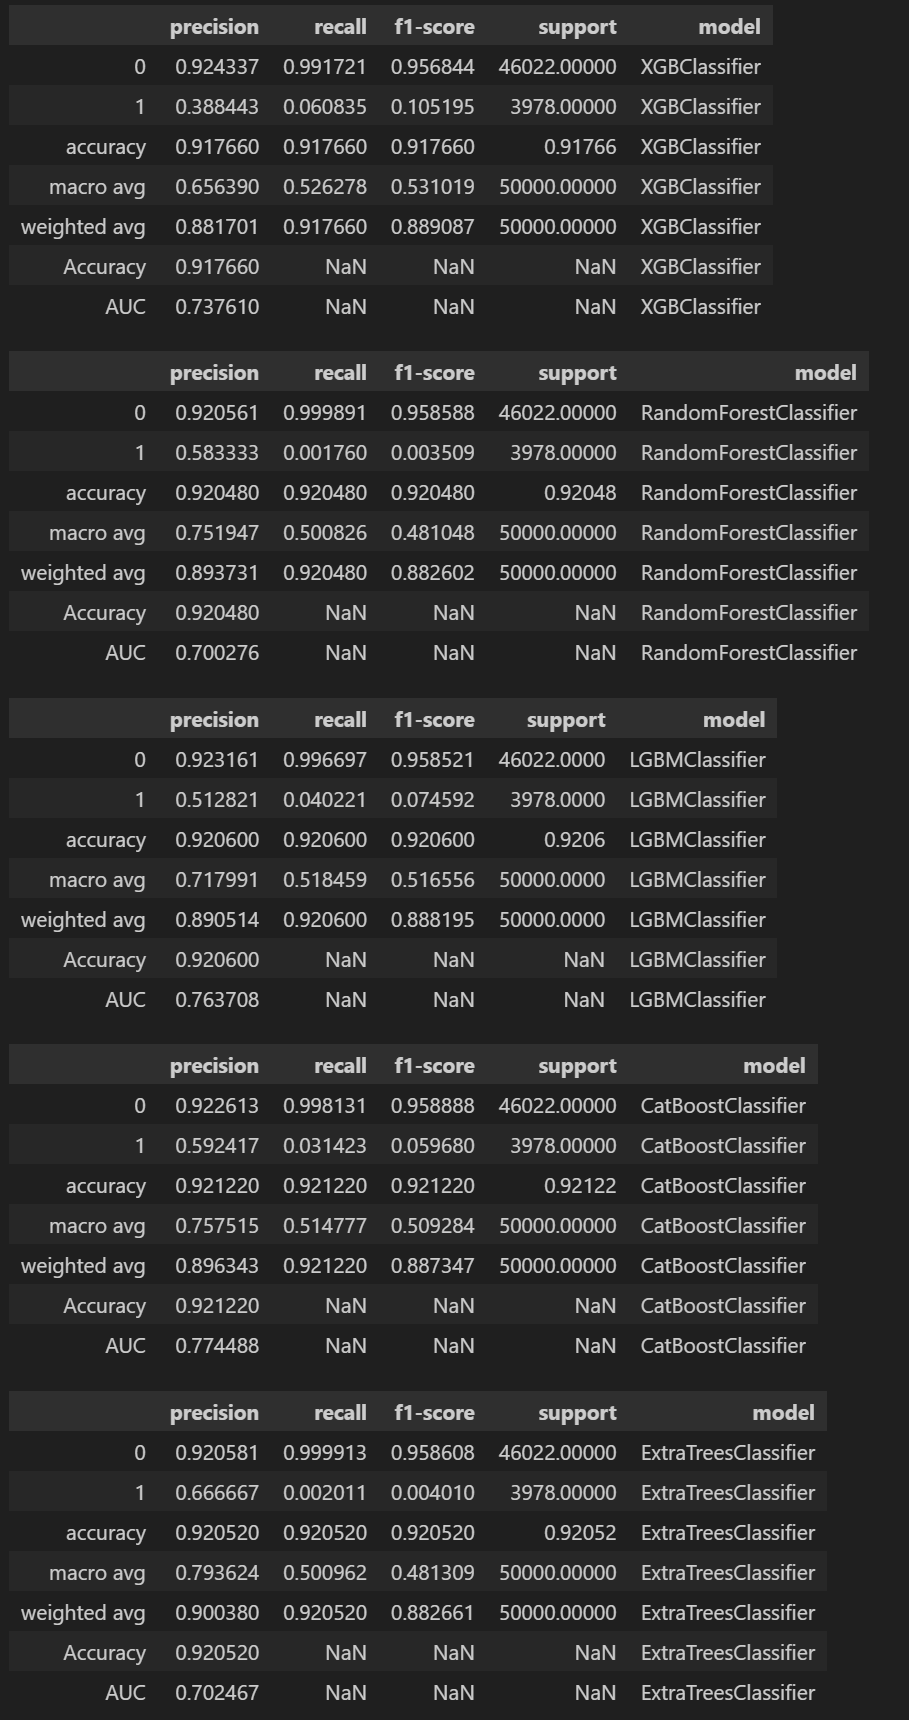 precision recall f1-score support model
0 0.924337 0.991721 0.956844 46022.00000 XGBClassifier
1 0.388443 0.060835 0.105195 3978.00000 XGBClassifier
accuracy 0.917660 0.917660 0.917660 0.91766 XGBClassifier
macro avg 0.656390 0.526278 0.531019 50000.00000 XGBClassifier
weighted avg 0.881701 0.917660 0.889087 50000.00000 XGBClassifier
Accuracy 0.917660 NaN NaN NaN XGBClassifier
AUC 0.737610 NaN NaN NaN XGBClassifier
precision recall f1-score support model
0 0.920561 0.999891 0.958588 46022.00000 RandomForestClassifier
1 0.583333 0.001760 0.003509 3978.00000 RandomForestClassifier
accuracy 0.920480 0.920480 0.920480 0.92048 RandomForestClassifier
macro avg 0.751947 0.500826 0.481048 50000.00000 RandomForestClassifier
weighted avg 0.893731 0.920480 0.882602 50000.00000 RandomForestClassifier
Accuracy 0.920480 NaN NaN NaN RandomForestClassifier
AUC 0.700276 NaN NaN NaN RandomForestClassifier
precision recall f1-score support model
0 0.923161 0.996697 0.958521 46022.0000 LGBMClassifier
1 0.512821 0.040221 0.074592 3978.0000 LGBMClassifier
accuracy 0.920600 0.920600 0.920600 0.9206 LGBMClassifier
macro avg 0.717991 0.518459 0.516556 50000.0000 LGBMClassifier
weighted avg 0.890514 0.920600 0.888195 50000.0000 LGBMClassifier
Accuracy 0.920600 NaN NaN NaN LGBMClassifier
AUC 0.763708 NaN NaN NaN LGBMClassifier
precision recall f1-score support model
0 0.922613 0.998131 0.958888 46022.00000 CatBoostClassifier
1 0.592417 0.031423 0.059680 3978.00000 CatBoostClassifier
accuracy 0.921220 0.921220 0.921220 0.92122 CatBoostClassifier
macro avg 0.757515 0.514777 0.509284 50000.00000 CatBoostClassifier
weighted avg 0.896343 0.921220 0.887347 50000.00000 CatBoostClassifier
Accuracy 0.921220 NaN NaN NaN CatBoostClassifier
AUC 0.774488 NaN NaN NaN CatBoostClassifier
precision recall f1-score support model
0 0.920581 0.999913 0.958608 46022.00000 ExtraTreesClassifier
1 0.666667 0.002011 0.004010 3978.00000 ExtraTreesClassifier
accuracy 0.920520 0.920520 0.920520 0.92052 ExtraTreesClassifier
macro avg 0.793624 0.500962 0.481309 50000.00000 ExtraTreesClassifier
weighted avg 0.900380 0.920520 0.882661 50000.00000 ExtraTreesClassifier
Accuracy 0.920520 NaN NaN NaN ExtraTreesClassifier
AUC 0.702467 NaN NaN NaN ExtraTreesClassifier